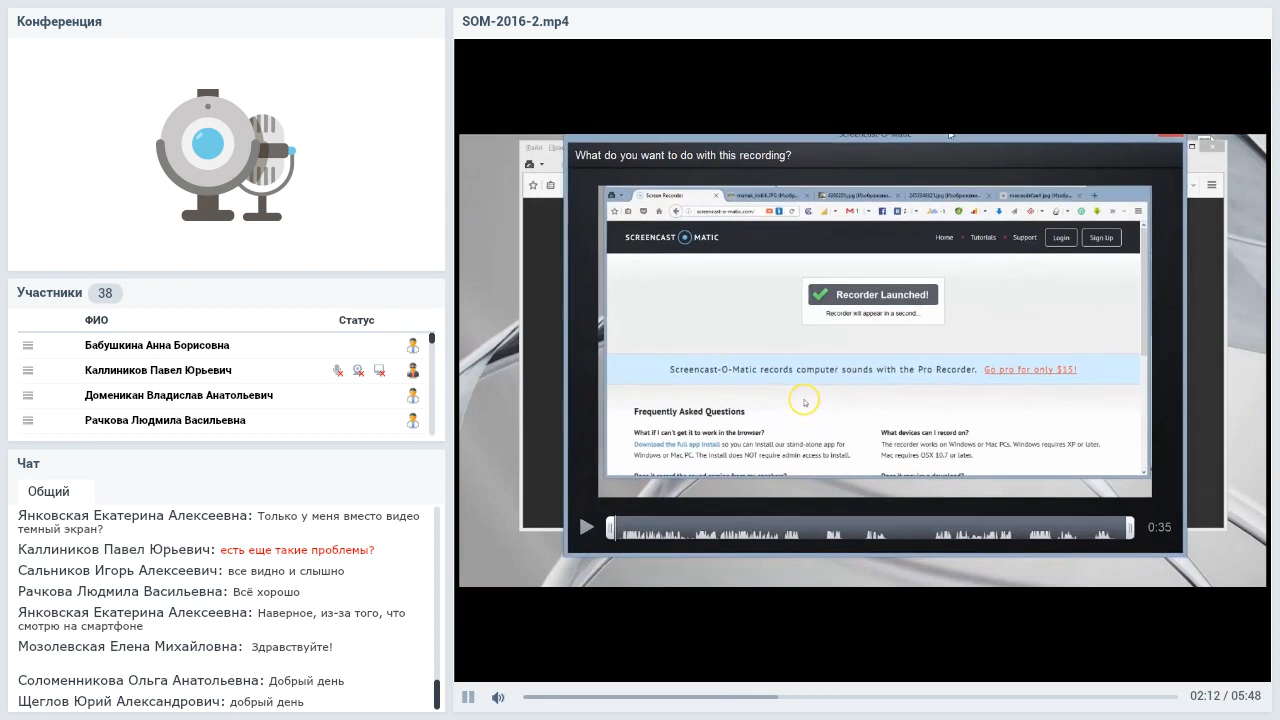 Конференция
SOM-2016-2.mp4
Участники 38
ФИО Статус
Бабушкина Анна Борисовна
Каллиников Павел Юрьевич
Доменикан Владислав Анатольевич
Рачкова Людмила Васильевна
Чат
Общий
Янковская Екатерина Алексеевна: Только у меня вместо видео
темный экран?
Каллиников Павел Юрьевич: есть еще такие проблемы?
Сальников Игорь Алексеевич: все видно и слышно
Рачкова Людмила Васильевна: Всё хорошо
Янковская Екатерина Алексеевна: Наверное, из-за того, что
смотрю на смартфоне
Мозолевская Елена Михайловна: Здравствуйте!
Соломенникова Ольга Анатольевна: Добрый день
Щеглов Юрий Александрович: добрый день
Файл
What do you want to do with this recording?
Screen Recorder
screencast-o-matic.com/
SCREENCAST MATIC
Home Tutorials Support Login Sign Up
Recorder Launched!
Recorder will appear in a second...
Screencast-O-Matic records computer sounds with the Pro Recorder. Go pro for only $15!
Frequently Asked Questions
What if I can't get it to work in the browser?
Download the full app install so you can install our stand-alone app for
Windows or Mac PC. The install does NOT require admin access to install.
What devices can I record on?
The recorder works on Windows or Mac PCs. Windows requires XP or later.
Mac requires OSX 10.7 or later.
0:35
02:12 / 05:48